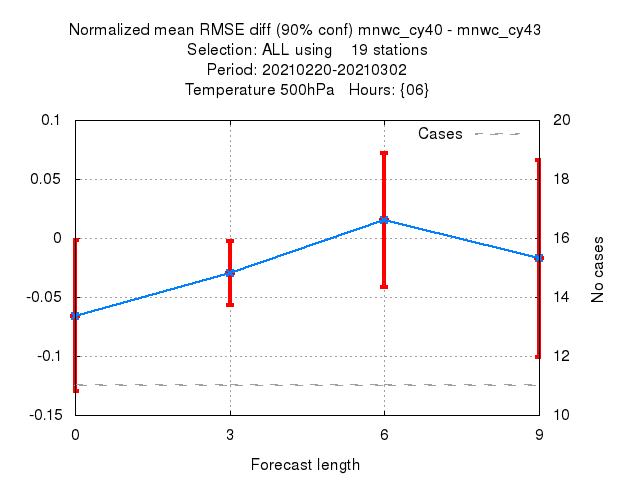 Normalized mean RMSE diff (90% conf) mnwc_cy40 - mnwc_cy43
Selection: ALL using    19 stations
Period: 20210220-20210302
Temperature 500hPa   Hours: {06}
Cases
0.1
0.05
0
-0.05
-0.1
-0.15
20
18
16
14
12
10
No cases
0
3
6
9
Forecast length